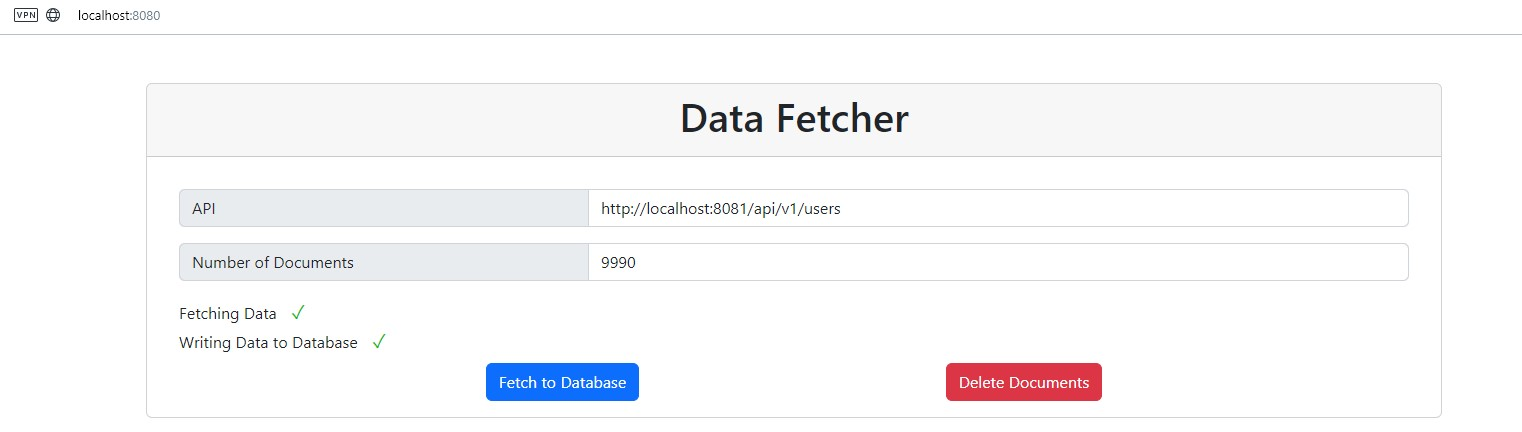 VPN localhost:8080
Data Fetcher
API http://localhost:8081/api/v1/users
Number of Documents 9990
Fetching Data ✓
Writing Data to Database ✓
Fetch to Database Delete Documents